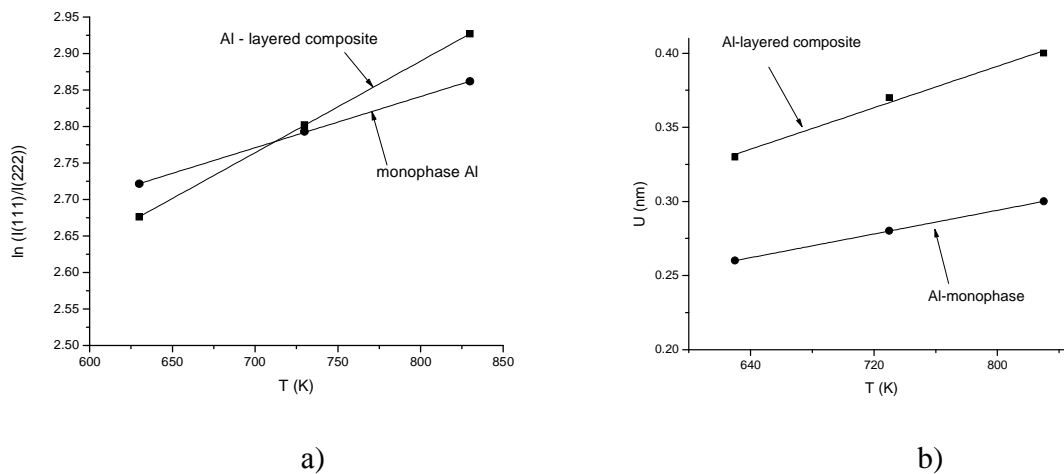 2.95
2.90
2.85
2.80
2.75
2.70
2.65
2.60
2.55
2.50
ln (I(111)/I(222))
Al - layered composite
monophase Al
600 650 700 750 800 850
T (K)
a)
0.40
0.35
0.30
0.25
0.20
U (nm)
Al-layered composite
Al-monophase
640 720 800
T (K)
b)